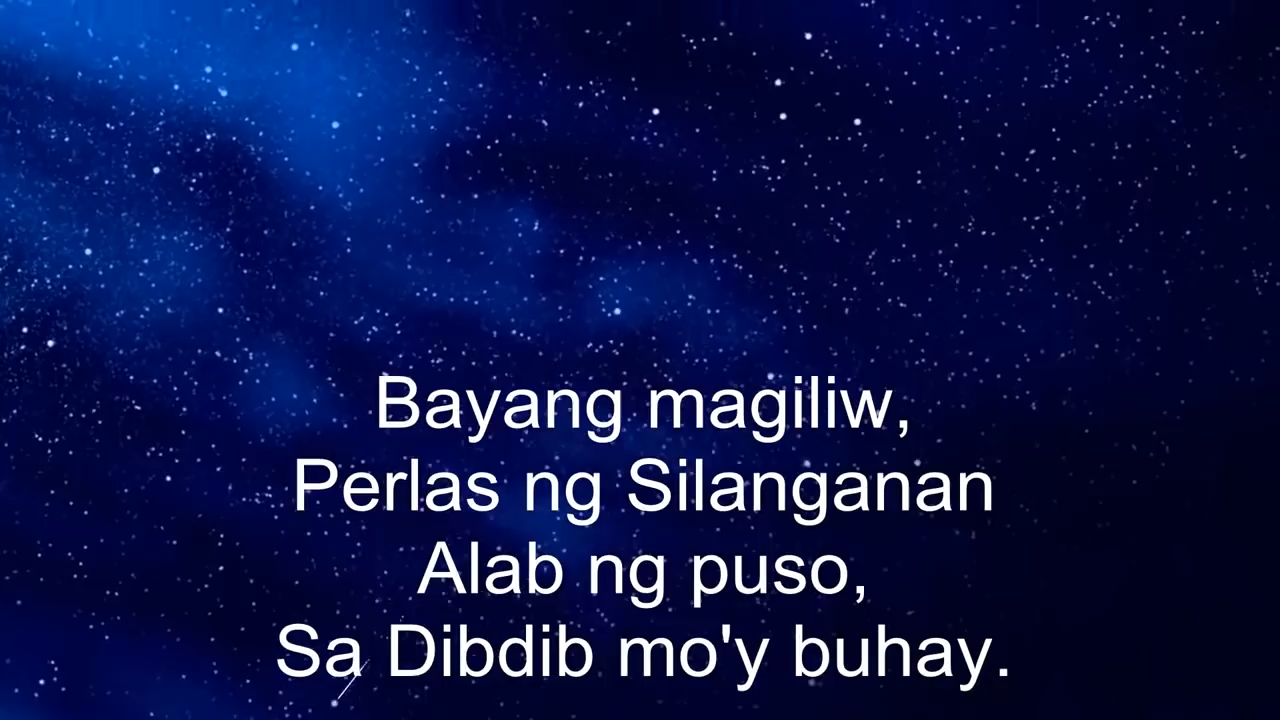 Bayang magiliw,
Perlas ng Silanganan
Alab ng puso,
Sa Dibdib mo'y buhay.